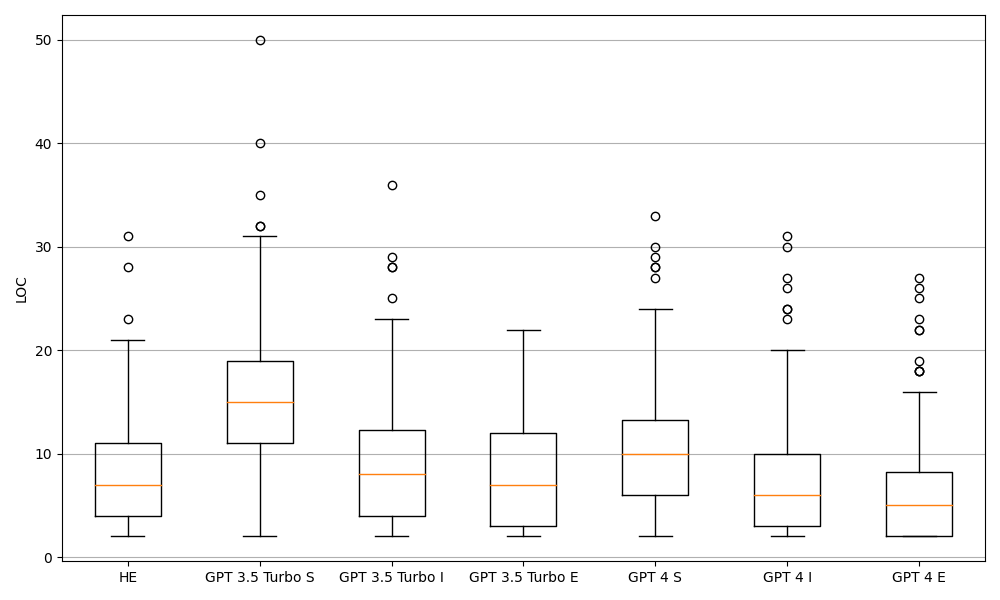 50
40
30
20
10
0
LOC
HE
GPT 3.5 Turbo S
GPT 3.5 Turbo I
GPT 3.5 Turbo E
GPT 4 S
GPT 4 I
GPT 4 E